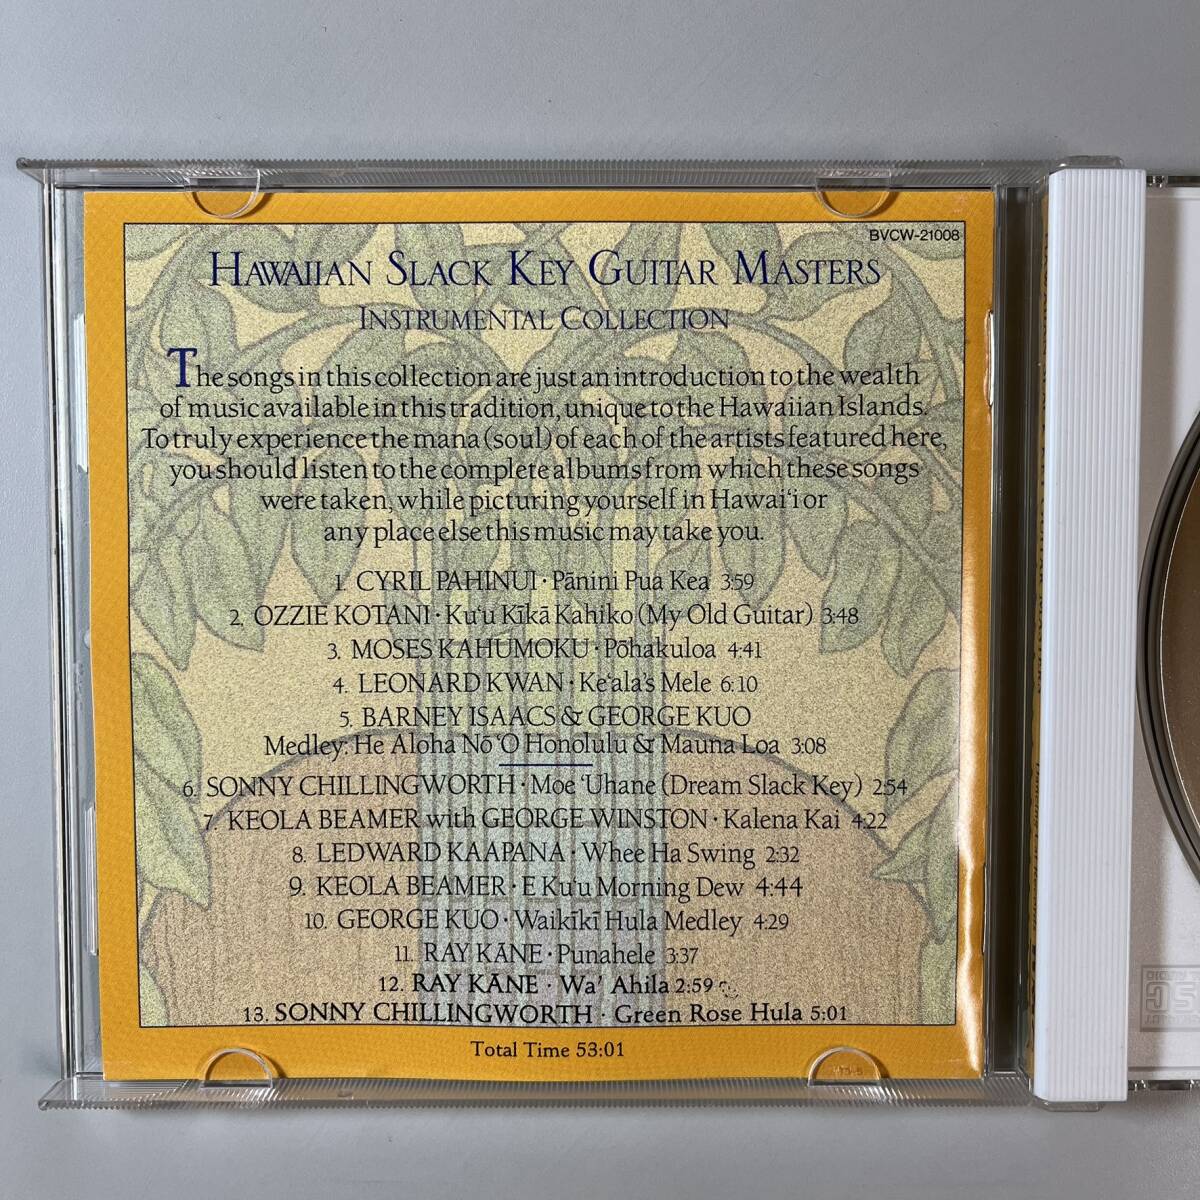 BVCW-21008
HAWAIIAN SLACK KEY GUITAR MASTERS
INSTRUMENTAL COLLECTION
The songs in this collection are just an introduction to the wealth
of music available in this tradition, unique to the Hawaiian Islands.
To truly experience the mana (soul) of each of the artists featured here,
you should listen to the complete albums from which these songs
were taken, while picturing yourself in Hawai‘i or
any place else this music may take you.
1. CYRIL PAHINUI · Pānini Pua Kea 3:59
2. OZZIE KOTANI · Ku‘u Kīkā Kahiko (My Old Guitar) 3:48
3. MOSES KAHUMOKU · Pōhakuloa 4:41
4. LEONARD KWAN · Ke‘ala's Mele 6:10
5. BARNEY ISAACS & GEORGE KUO
Medley: He Aloha Nō ‘O Honolulu & Mauna Loa 3:08
6. SONNY CHILLINGWORTH · Moe ‘Uhane (Dream Slack Key) 2:54
7. KEOLA BEAMER with GEORGE WINSTON · Kalena Kai 4:22
8. LEDWARD KAAPANA · Whee Ha Swing 2:32
9. KEOLA BEAMER · E Ku‘u Morning Dew 4:44
10. GEORGE KUO · Waikīkī Hula Medley 4:29
11. RAY KĀNE · Punahele 3:37
12. RAY KĀNE · Wa’ Ahila 2:59
13. SONNY CHILLINGWORTH · Green Rose Hula 5:01
Total Time 53:01